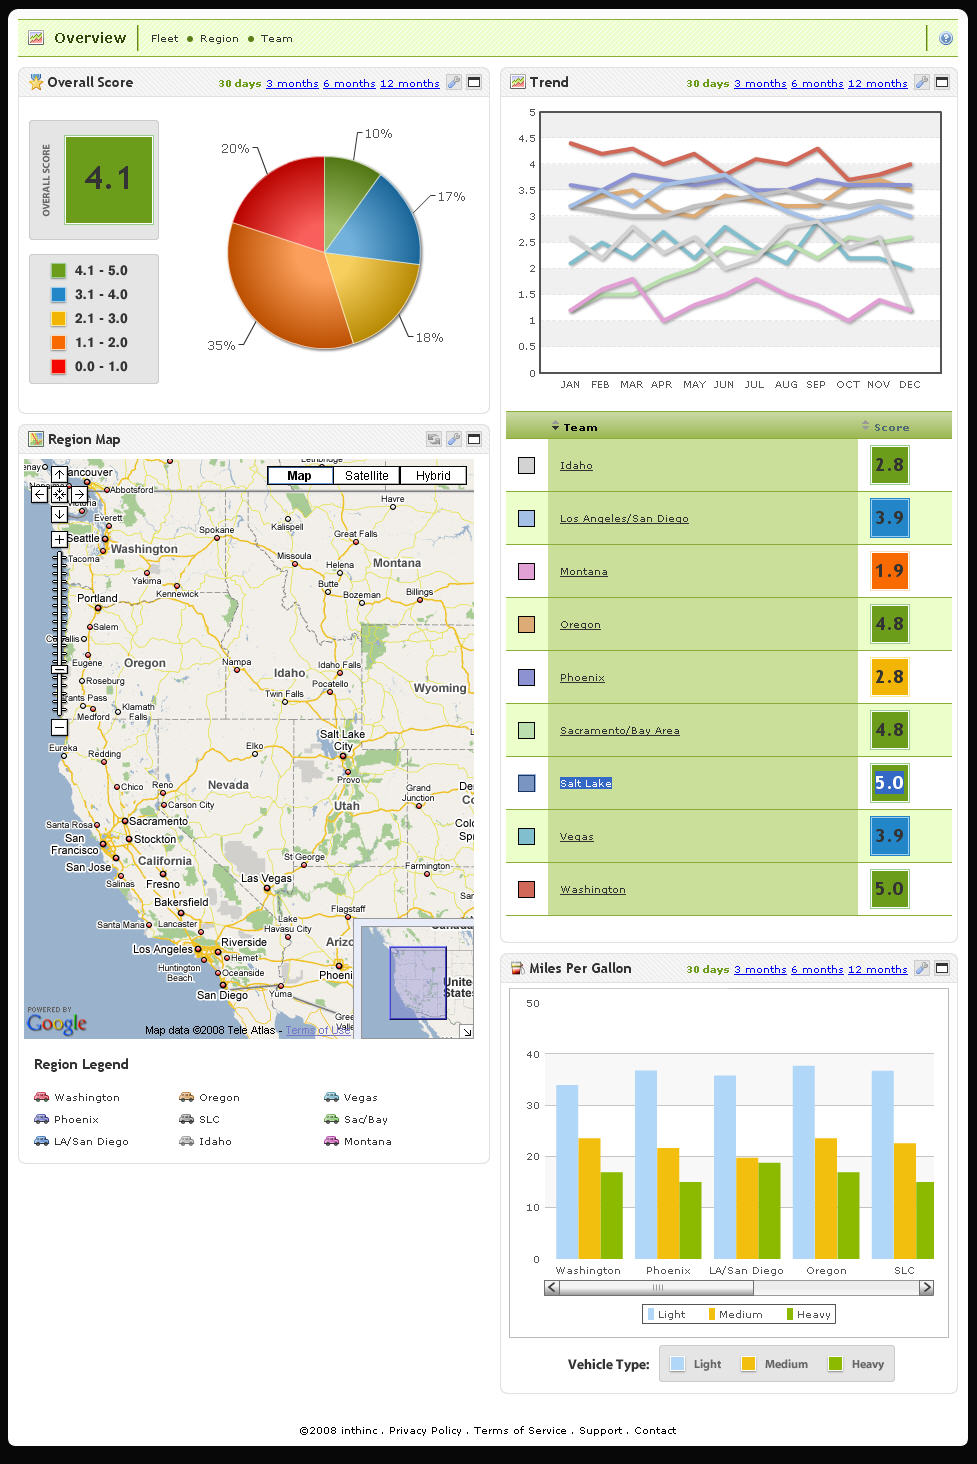 Overview Fleet Region Team
Overall Score 30 days 3 months 6 months 12 months
OVERALL SCORE
4.1
4.1 - 5.0
3.1 - 4.0
2.1 - 3.0
1.1 - 2.0
0.0 - 1.0
10%
20%
17%
18%
35%
Region Map
Map Satellite Hybrid
Abbotsford
Everett
Seattle
Tacoma
Washington
Spokane
Kalispell
Havre
Great Falls
Missoula
Helena
Montana
Yakima
Kennewick
Butte
Bozeman
Billings
Portland
Salem
Eugene
Oregon
Roseburg
Medford
Klamath Falls
Nampa
Idaho
Idaho Falls
Pocatello
Twin Falls
Wyoming
Eureka
Redding
Elko
Salt Lake City
Provo
Chico
Reno
Carson City
Nevada
Utah
Grand Junction
Santa Rosa
Sacramento
San Francisco
Stockton
San Jose
California
Salinas
Fresno
St George
Farmington
Las Vegas
Bakersfield
Santa Maria
Lancaster
Lake Havasu City
Flagstaff
Los Angeles
Riverside
Hemet
Huntington Beach
Oceanside
San Diego
Yuma
United States
POWERED BY
Google
Map data ©2008 Tele Atlas - Terms of Use
Region Legend
Washington Oregon Vegas
Phoenix SLC Sac/Bay
LA/San Diego Idaho Montana
Trend 30 days 3 months 6 months 12 months
5
4.5
4
3.5
3
2.5
2
1.5
1
0.5
0
JAN FEB MAR APR MAY JUN JUL AUG SEP OCT NOV DEC
Team Score
Idaho 2.8
Los Angeles/San Diego 3.9
Montana 1.9
Oregon 4.8
Phoenix 2.8
Sacramento/Bay Area 4.8
Salt Lake 5.0
Vegas 3.9
Washington 5.0
Miles Per Gallon 30 days 3 months 6 months 12 months
50
40
30
20
10
0
Washington Phoenix LA/San Diego Oregon SLC
Light Medium Heavy
Vehicle Type: Light Medium Heavy
©2008 inthinc . Privacy Policy . Terms of Service . Support . Contact